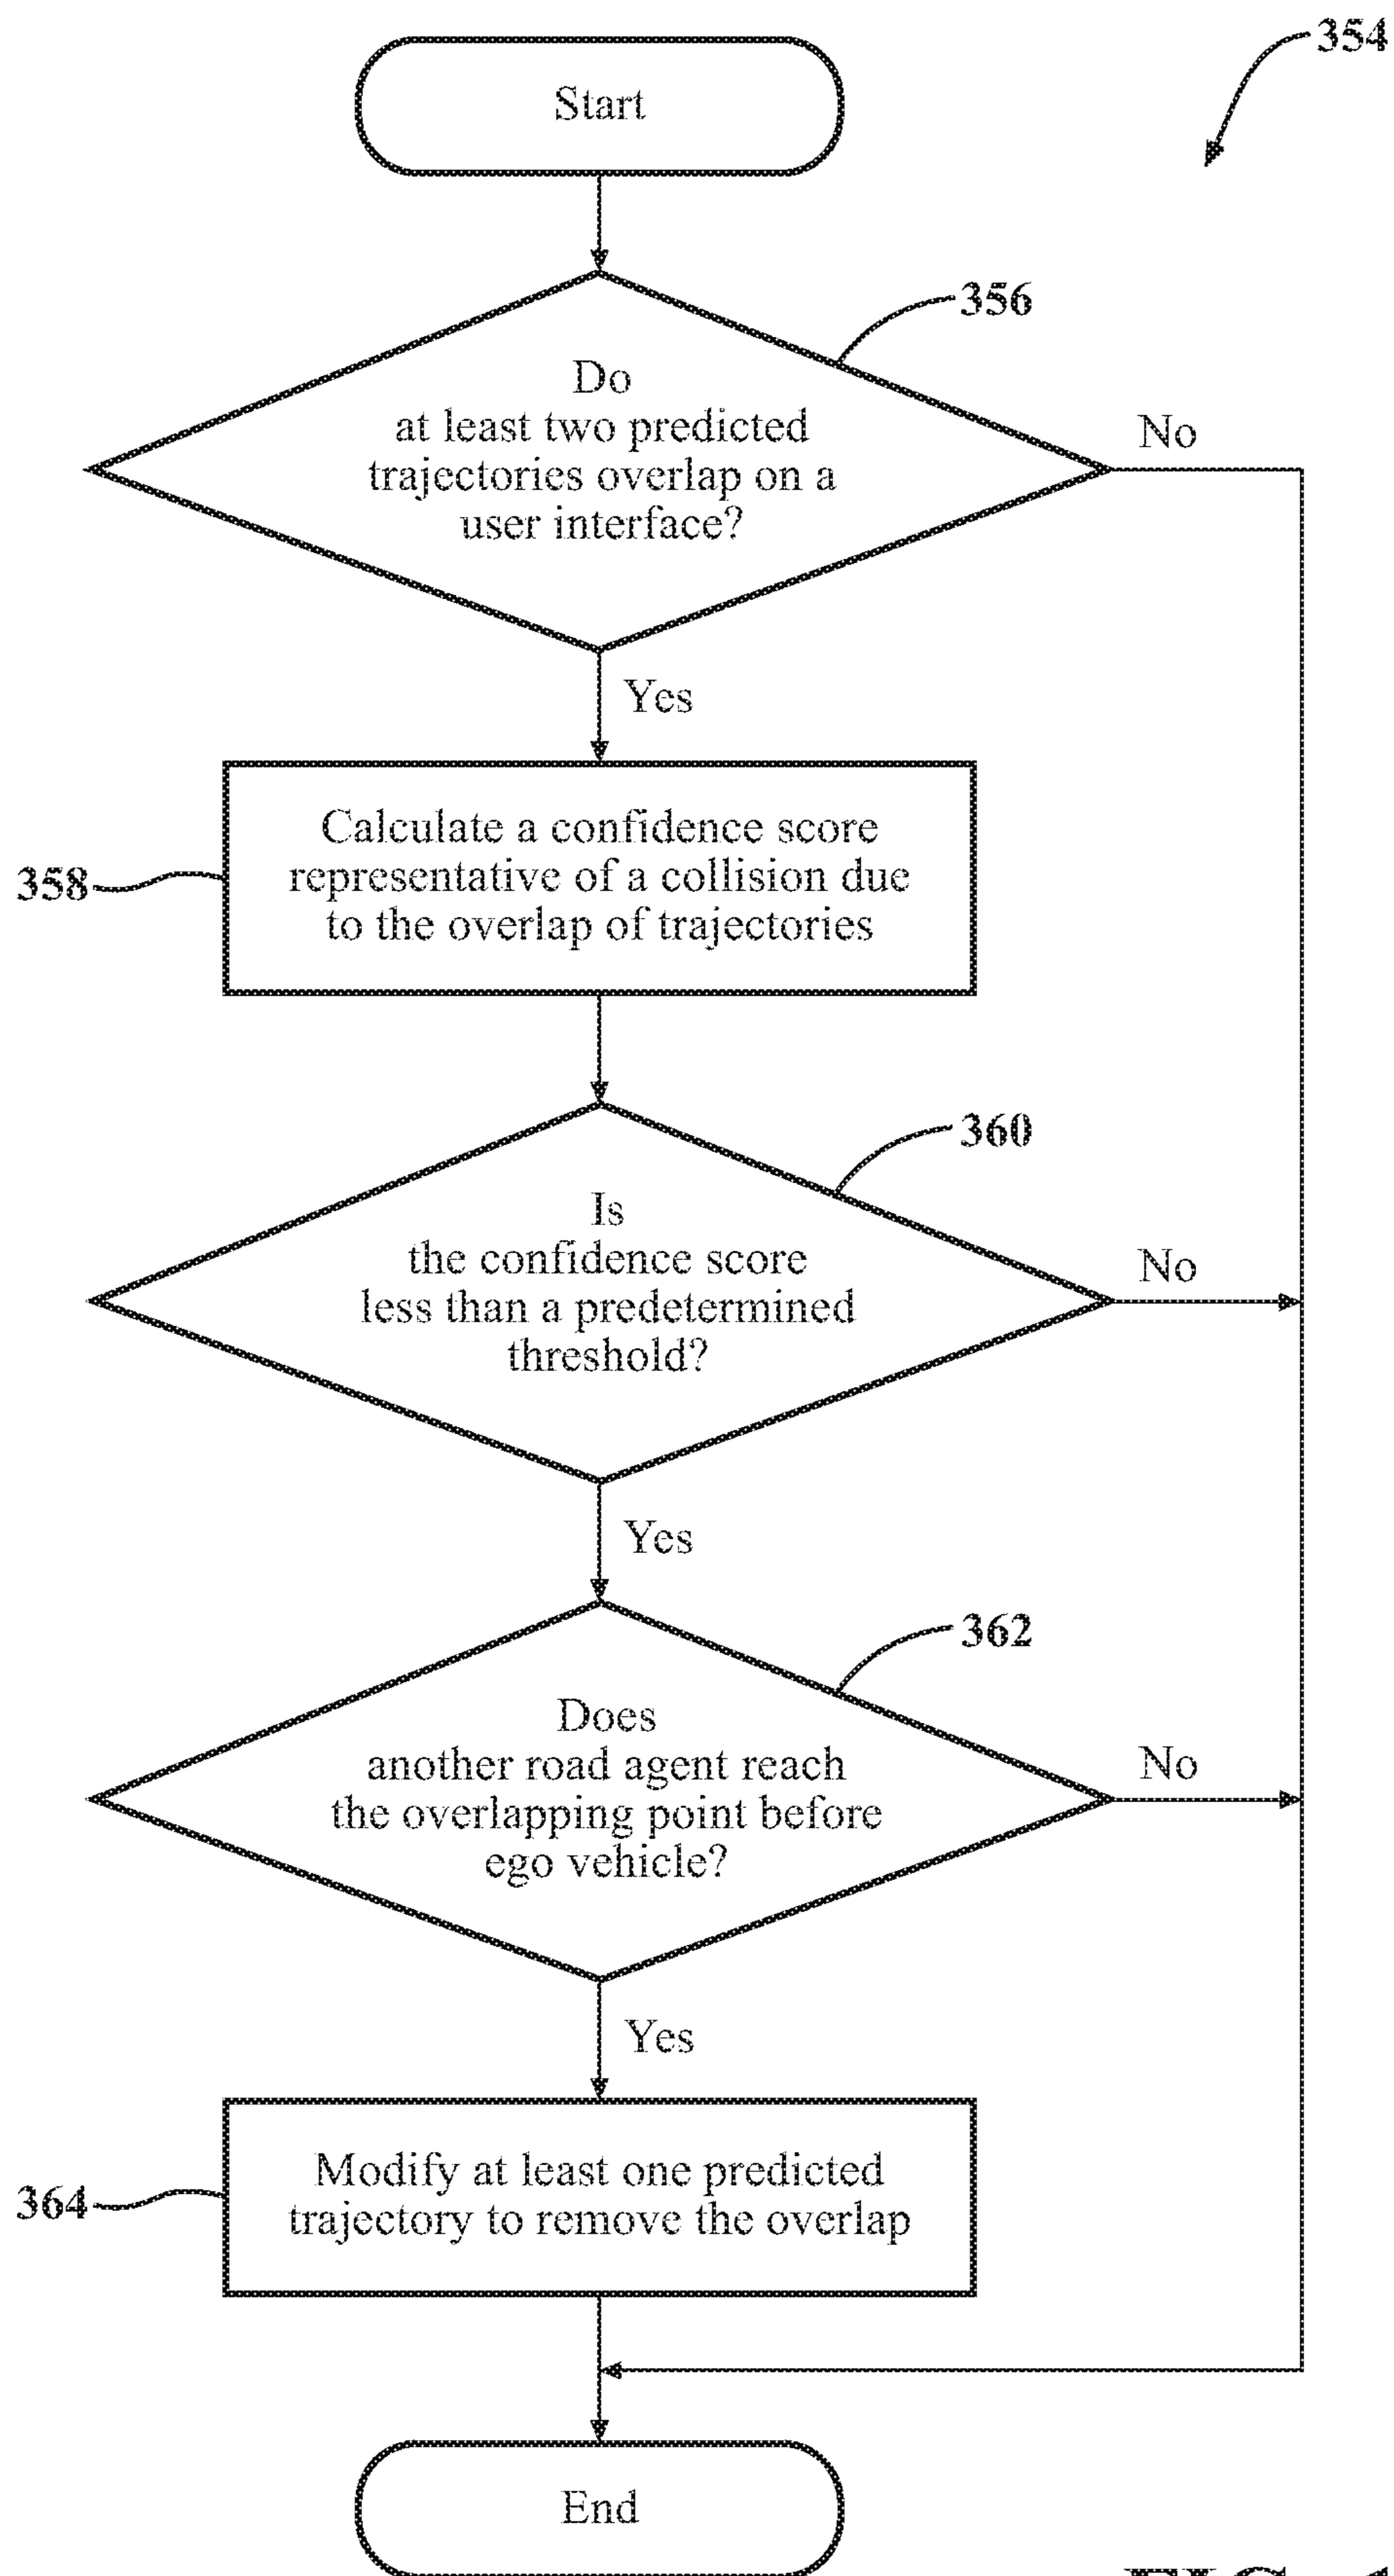 354
Start
356
Do
at least two predicted
trajectories overlap on a
user interface?
No
Yes
Calculate a confidence score
representative of a collision due
to the overlap of trajectories
358
360
Is
the confidence score
less than a predetermined
threshold?
No
Yes
362
Does
another road agent reach
the overlapping point before
ego vehicle?
No
Yes
Modify at least one predicted
trajectory to remove the overlap
364
End